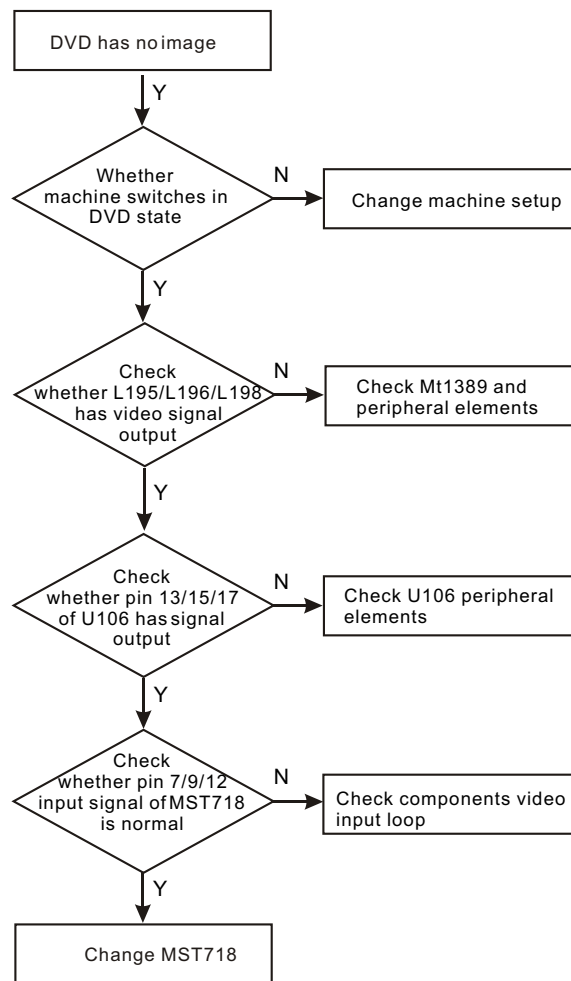 DVD has no image
Y
Whether
machine switches in
DVD state
N
Change machine setup
Y
Check
whether L195/L196/L198
has video signal
output
N
Check Mt1389 and
peripheral elements
Y
Check
whether pin 13/15/17
of U106 has signal
output
N
Check U106 peripheral
elements
Y
Check
whether pin 7/9/12
input signal of MST718
is normal
N
Check components video
input loop
Y
Change MST718